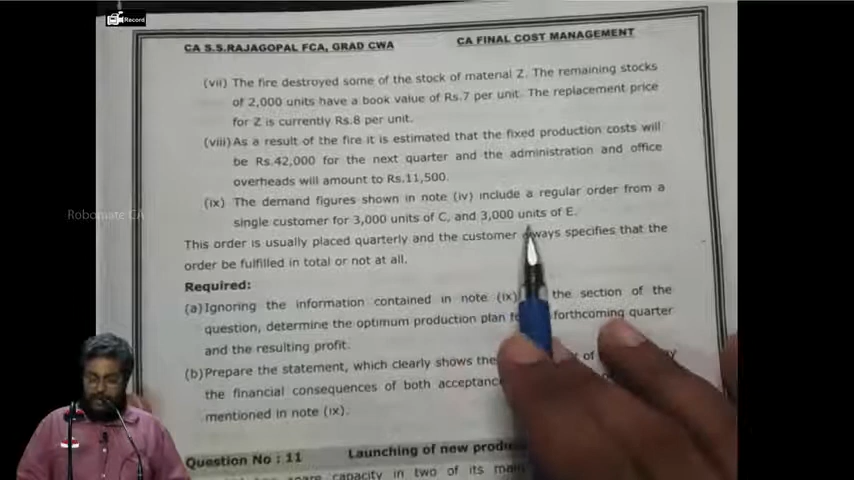 Record
CA S.S.RAJAGOPAL FCA, GRAD CWA
CA FINAL COST MANAGEMENT
(vii) The fire destroyed some of the stock of material Z. The remaining stocks
of 2,000 units have a book value of Rs.7 per unit. The replacement price
for Z is currently Rs.8 per unit.
(viii) As a result of the fire it is estimated that the fixed production costs will
be Rs.42,000 for the next quarter and the administration and office
overheads will amount to Rs.11,500.
(ix) The demand figures shown in note (iv) include a regular order from a
single customer for 3,000 units of C, and 3,000 units of E.
This order is usually placed quarterly and the customer always specifies that the
order be fulfilled in total or not at all.
Robomate CA
Required:
(a) Ignoring the information contained in note (ix) the section of the
question, determine the optimum production plan forthcoming quarter
and the resulting profit.
(b) Prepare the statement, which clearly shows the of
the financial consequences of both acceptance
mentioned in note (ix).
Question No : 11 Launching of new
spare capacity in two of its